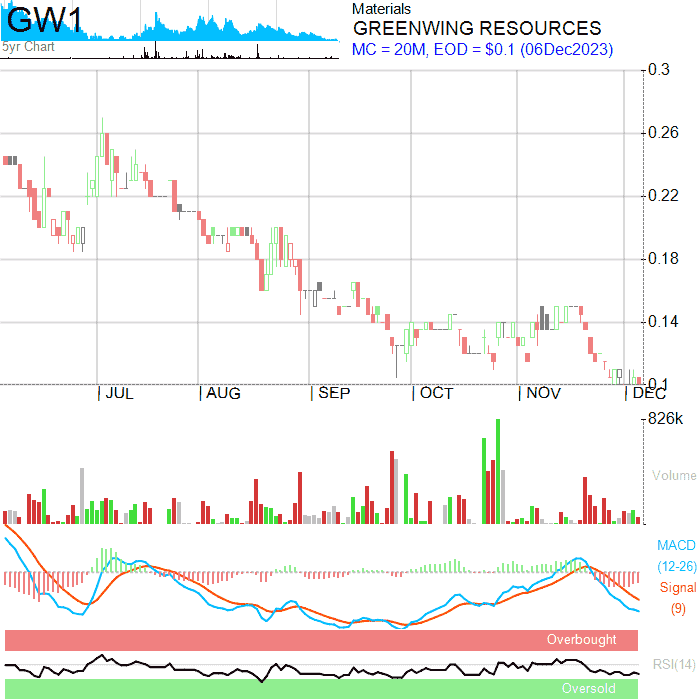 GW1
5yr Chart
Materials
GREENWING RESOURCES
MC = 20M, EOD = $0.1 (06Dec2023)
0.3
0.26
0.22
0.18
0.14
0.1
JUL
AUG
SEP
OCT
NOV
DEC
826k
Volume
MACD
(12-26)
Signal
(9)
Overbought
RSI(14)
Oversold